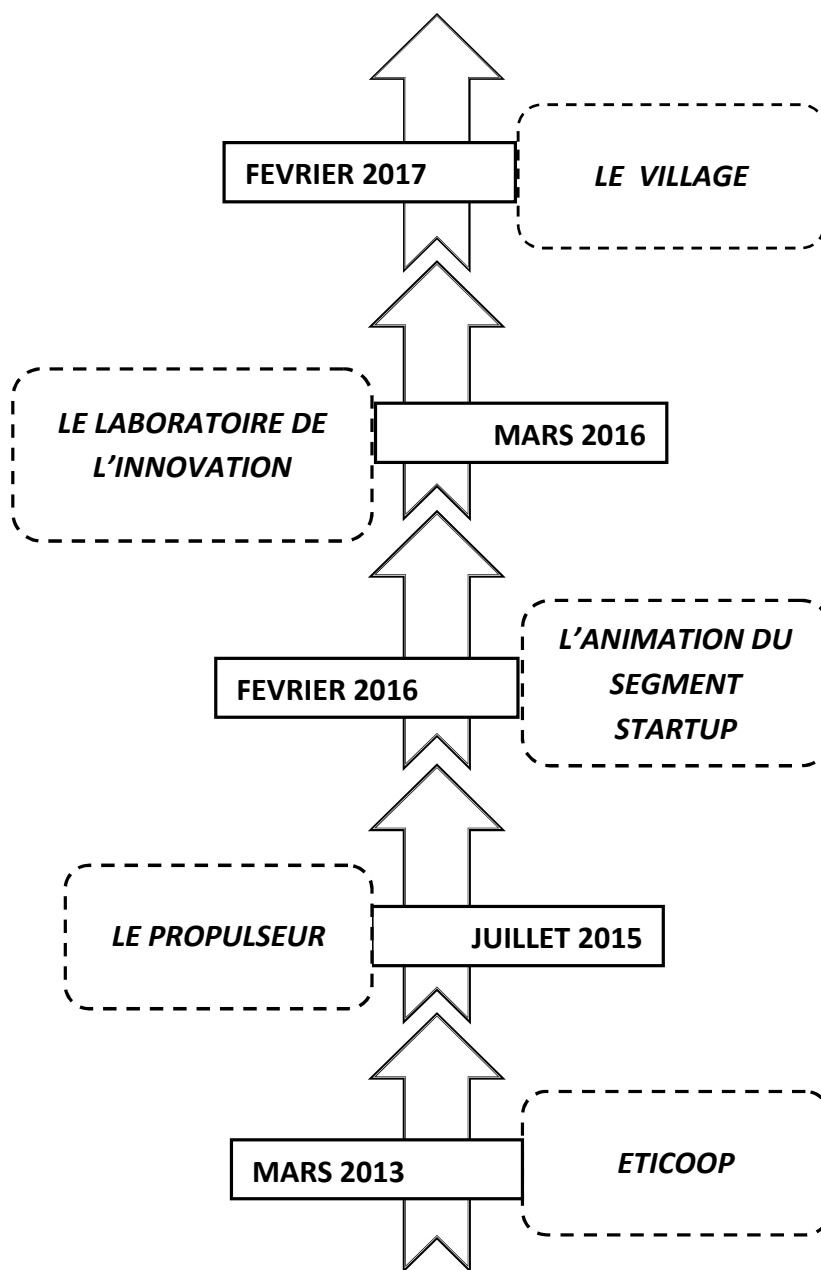 FEVRIER 2017
LE VILLAGE
LE LABORATOIRE DE
L’INNOVATION
MARS 2016
L’ANIMATION DU
SEGMENT
STARTUP
FEVRIER 2016
LE PROPULSEUR
JUILLET 2015
ETICOOP
MARS 2013